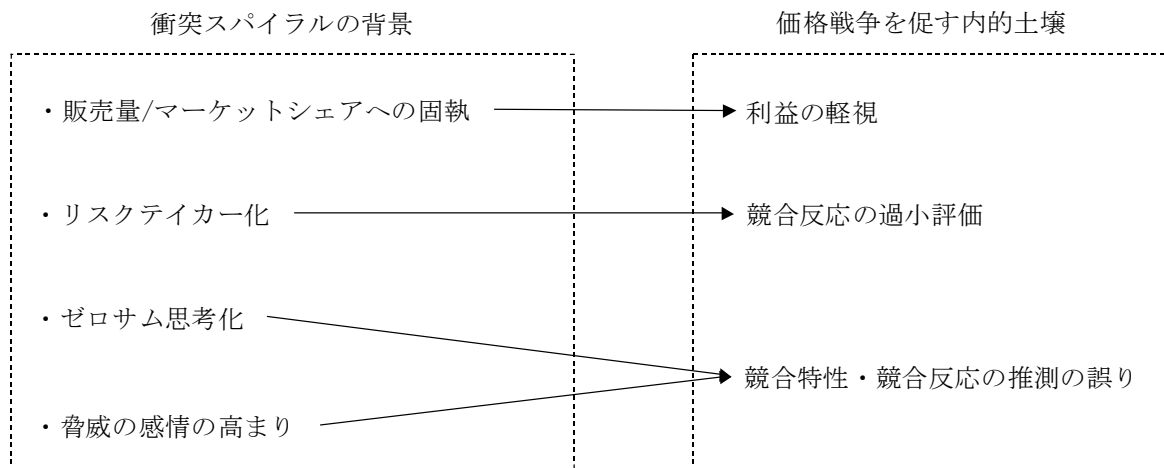 衝突スパイラルの背景
価格戦争を促す内的土壌
・販売量/マーケットシェアへの固執
利益の軽視
・リスクテイカー化
競合反応の過小評価
・ゼロサム思考化
競合特性・競合反応の推測の誤り
・脅威の感情の高まり